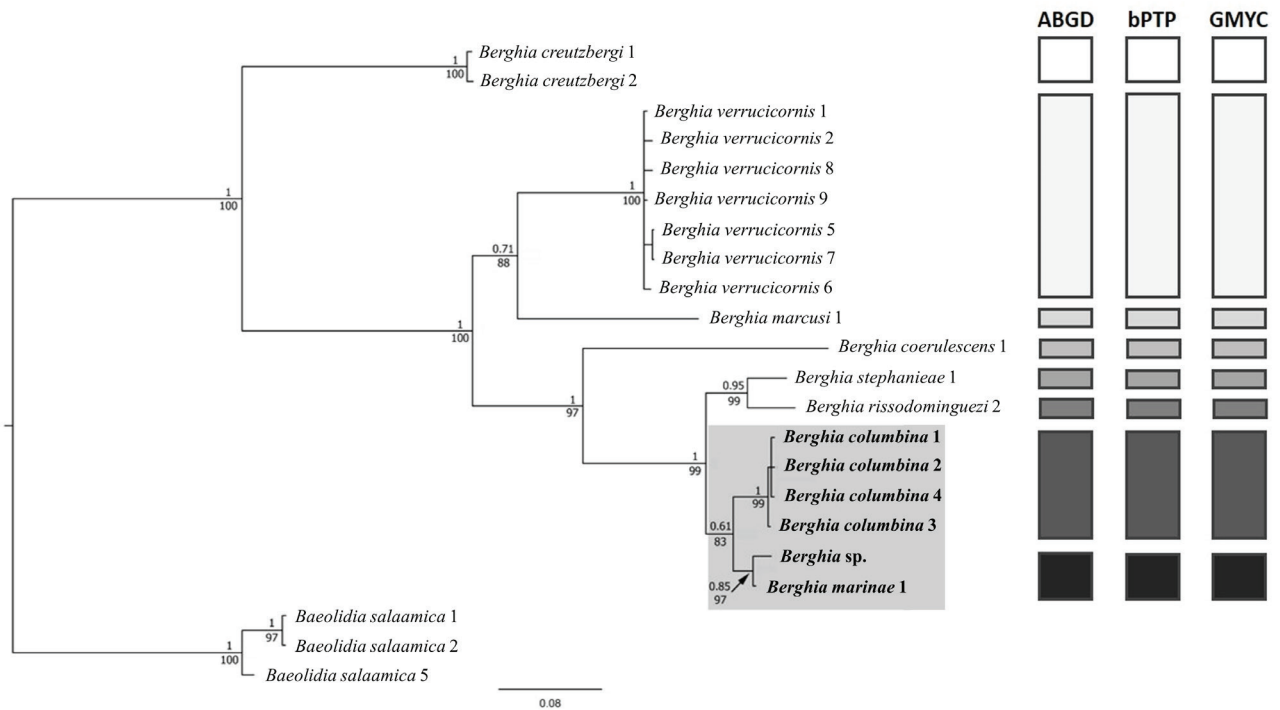 ABGD bPTP GMYC
Berghia creutzbergi 1
1
100
Berghia creutzbergi 2
Berghia verrucicornis 1
Berghia verrucicornis 2
Berghia verrucicornis 8
1
100
Berghia verrucicornis 9
1
100
Berghia verrucicornis 5
0.71
88
Berghia verrucicornis 7
Berghia verrucicornis 6
Berghia marcusi 1
1
100
Berghia coerulescens 1
Berghia stephanieae 1
0.95
99
Berghia rissodominguezi 2
1
97
Berghia columbina 1
1
99
Berghia columbina 2
1
99
Berghia columbina 4
Berghia columbina 3
0.61
83
Berghia sp.
0.85
97
Berghia marinae 1
Baeolidia salaamica 1
1
97
Baeolidia salaamica 2
1
100
Baeolidia salaamica 5
0.08